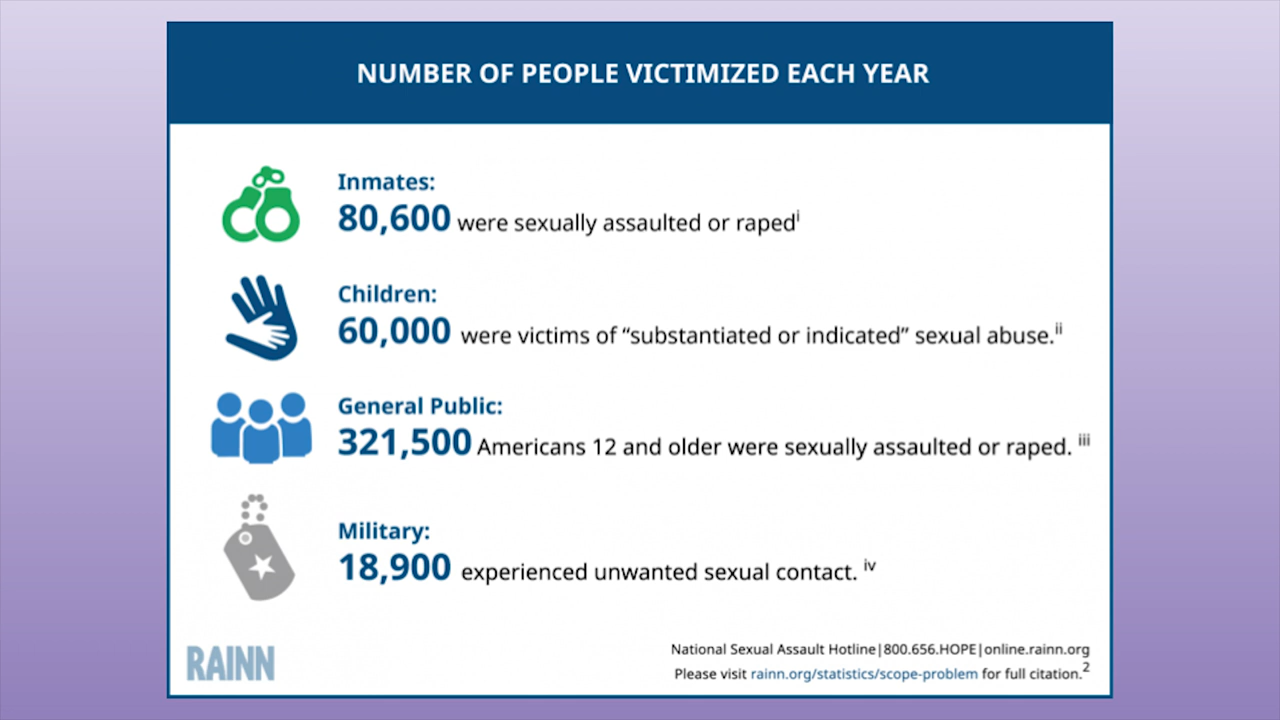 NUMBER OF PEOPLE VICTIMIZED EACH YEAR
Inmates:
80,600 were sexually assaulted or rapedⁱ
Children:
60,000 were victims of “substantiated or indicated” sexual abuse.ⁱⁱ
General Public:
321,500 Americans 12 and older were sexually assaulted or raped. ⁱⁱⁱ
Military:
18,900 experienced unwanted sexual contact. ⁱᵛ
RAINN
National Sexual Assault Hotline|800.656.HOPE|online.rainn.org
Please visit rainn.org/statistics/scope-problem for full citation.²